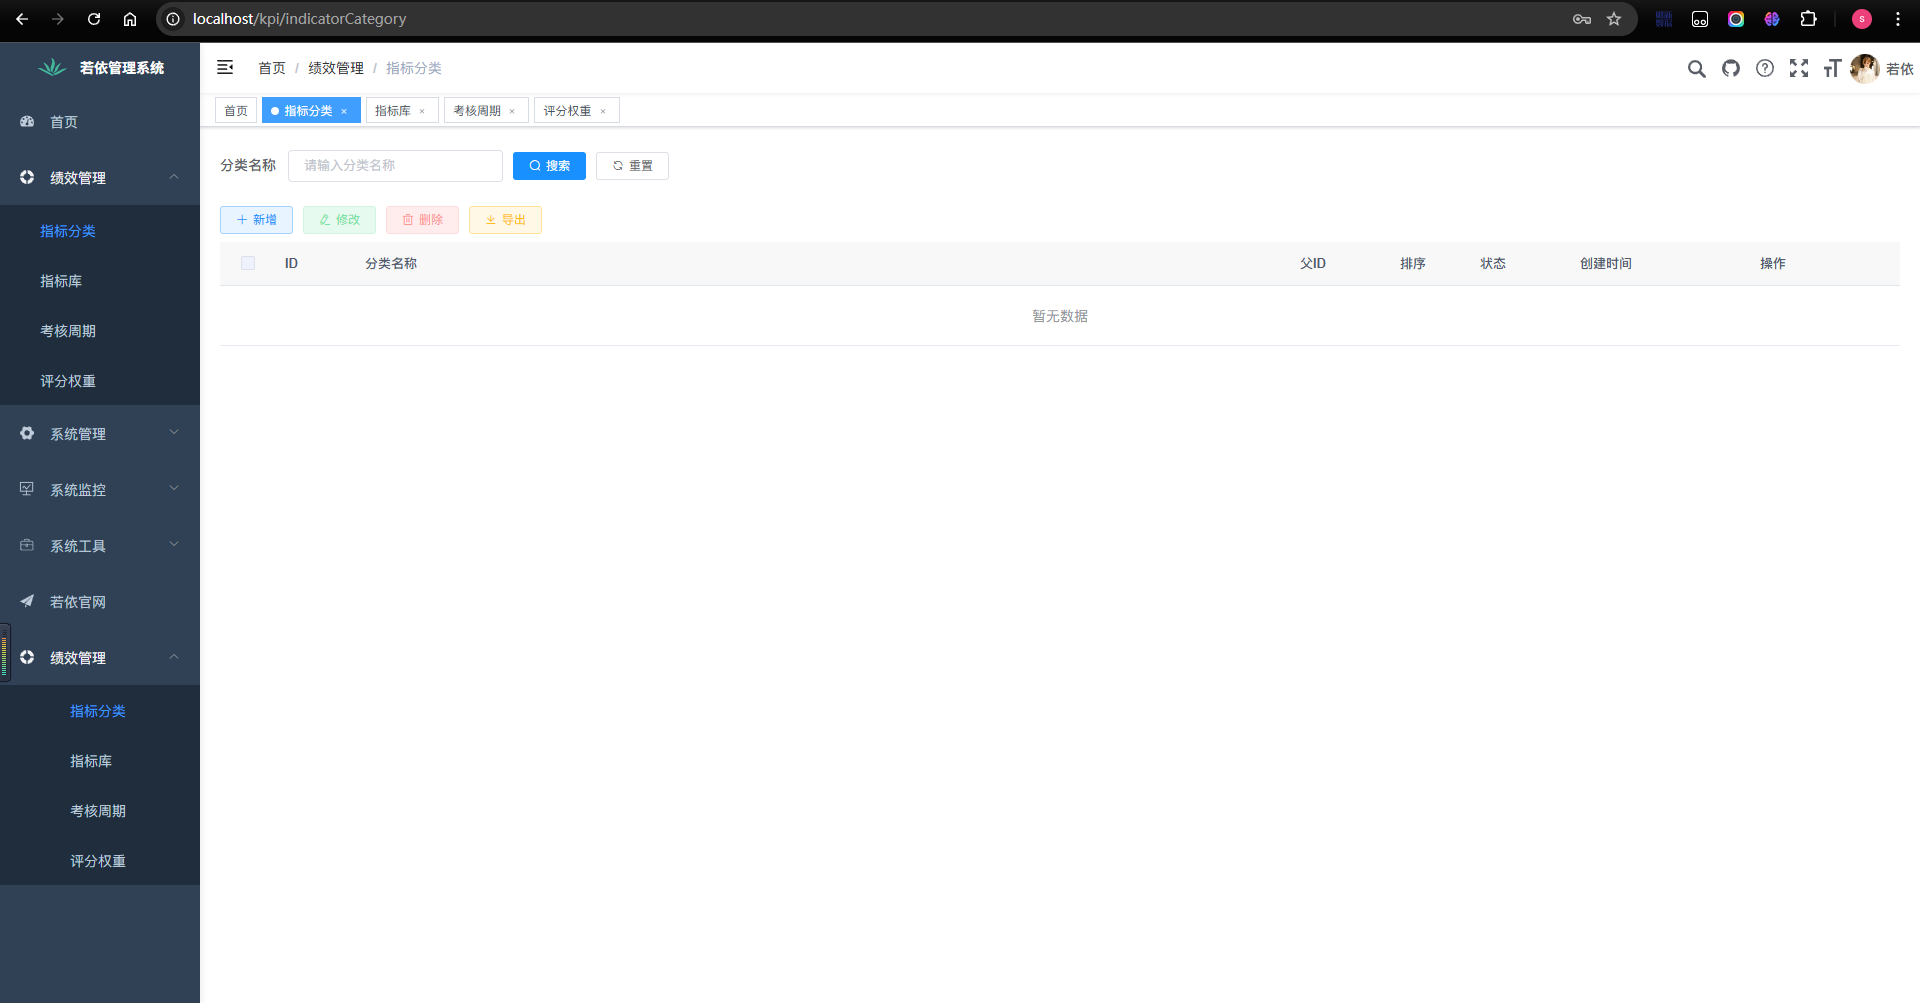 localhost/kpi/indicatorCategory
S
若依管理系统
首页
绩效管理
指标分类
指标库
考核周期
评分权重
系统管理
系统监控
系统工具
若依官网
绩效管理
指标分类
指标库
考核周期
评分权重
首页 / 绩效管理 / 指标分类
若依
首页 指标分类 × 指标库 × 考核周期 × 评分权重 ×
分类名称 请输入分类名称 搜索 重置
新增 修改 删除 导出
ID 分类名称 父ID 排序 状态 创建时间 操作
暂无数据